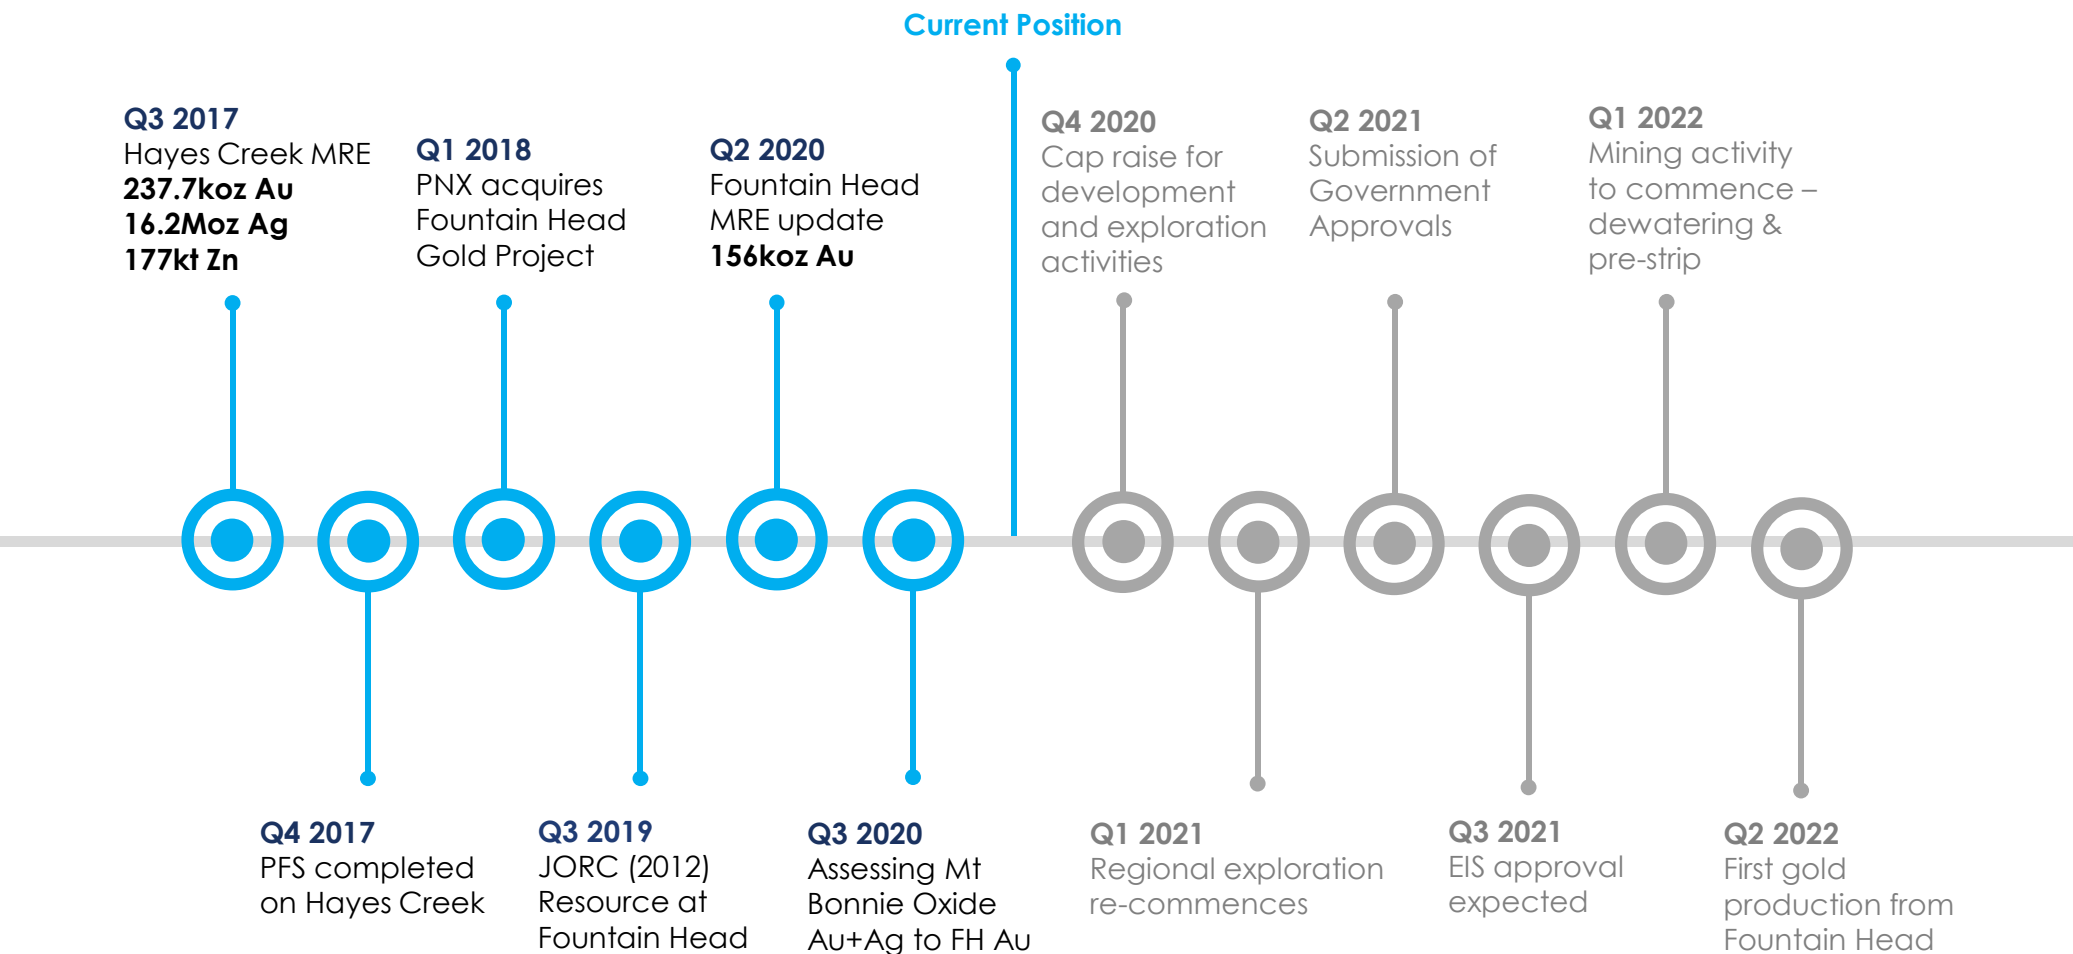 Current Position
Q3 2017
Hayes Creek MRE
237.7koz Au
16.2Moz Ag
177kt Zn
Q1 2018
PNX acquires
Fountain Head
Gold Project
Q2 2020
Fountain Head
MRE update
156koz Au
Q4 2020
Cap raise for
development
and exploration
activities
Q2 2021
Submission of
Government
Approvals
Q1 2022
Mining activity
to commence –
dewatering &
pre-strip
Q4 2017
PFS completed
on Hayes Creek
Q3 2019
JORC (2012)
Resource at
Fountain Head
Q3 2020
Assessing Mt
Bonnie Oxide
Au+Ag to FH Au
Q1 2021
Regional exploration
re-commences
Q3 2021
EIS approval
expected
Q2 2022
First gold
production from
Fountain Head